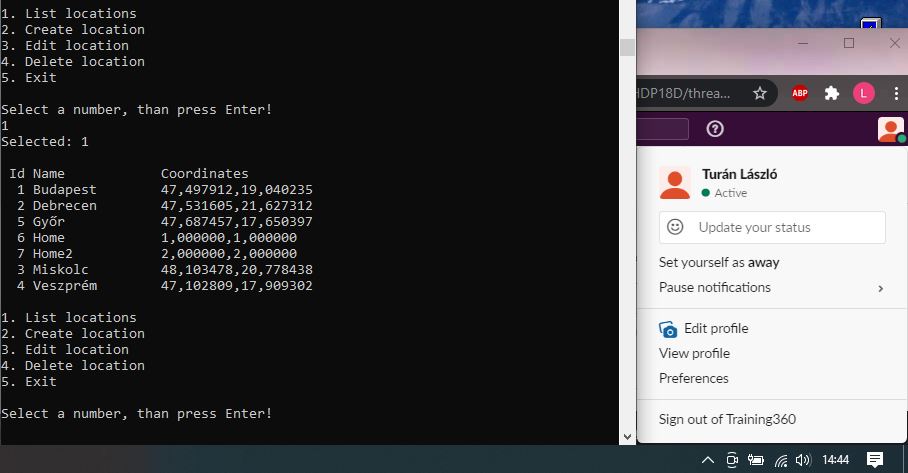 1. List locations
2. Create location
3. Edit location
4. Delete location
5. Exit
Select a number, than press Enter!
1
Selected: 1
Id Name Coordinates
1 Budapest 47,497912,19,040235
2 Debrecen 47,531605,21,627312
5 Győr 47,687457,17,650397
6 Home 1,000000,1,000000
7 Home2 2,000000,2,000000
3 Miskolc 48,103478,20,778438
4 Veszprém 47,102809,17,909302
1. List locations
2. Create location
3. Edit location
4. Delete location
5. Exit
Select a number, than press Enter!
HDP18D/threa...
ABP
L
Turán László
Active
Update your status
Set yourself as away
Pause notifications
Edit profile
View profile
Preferences
Sign out of Training360
14:44